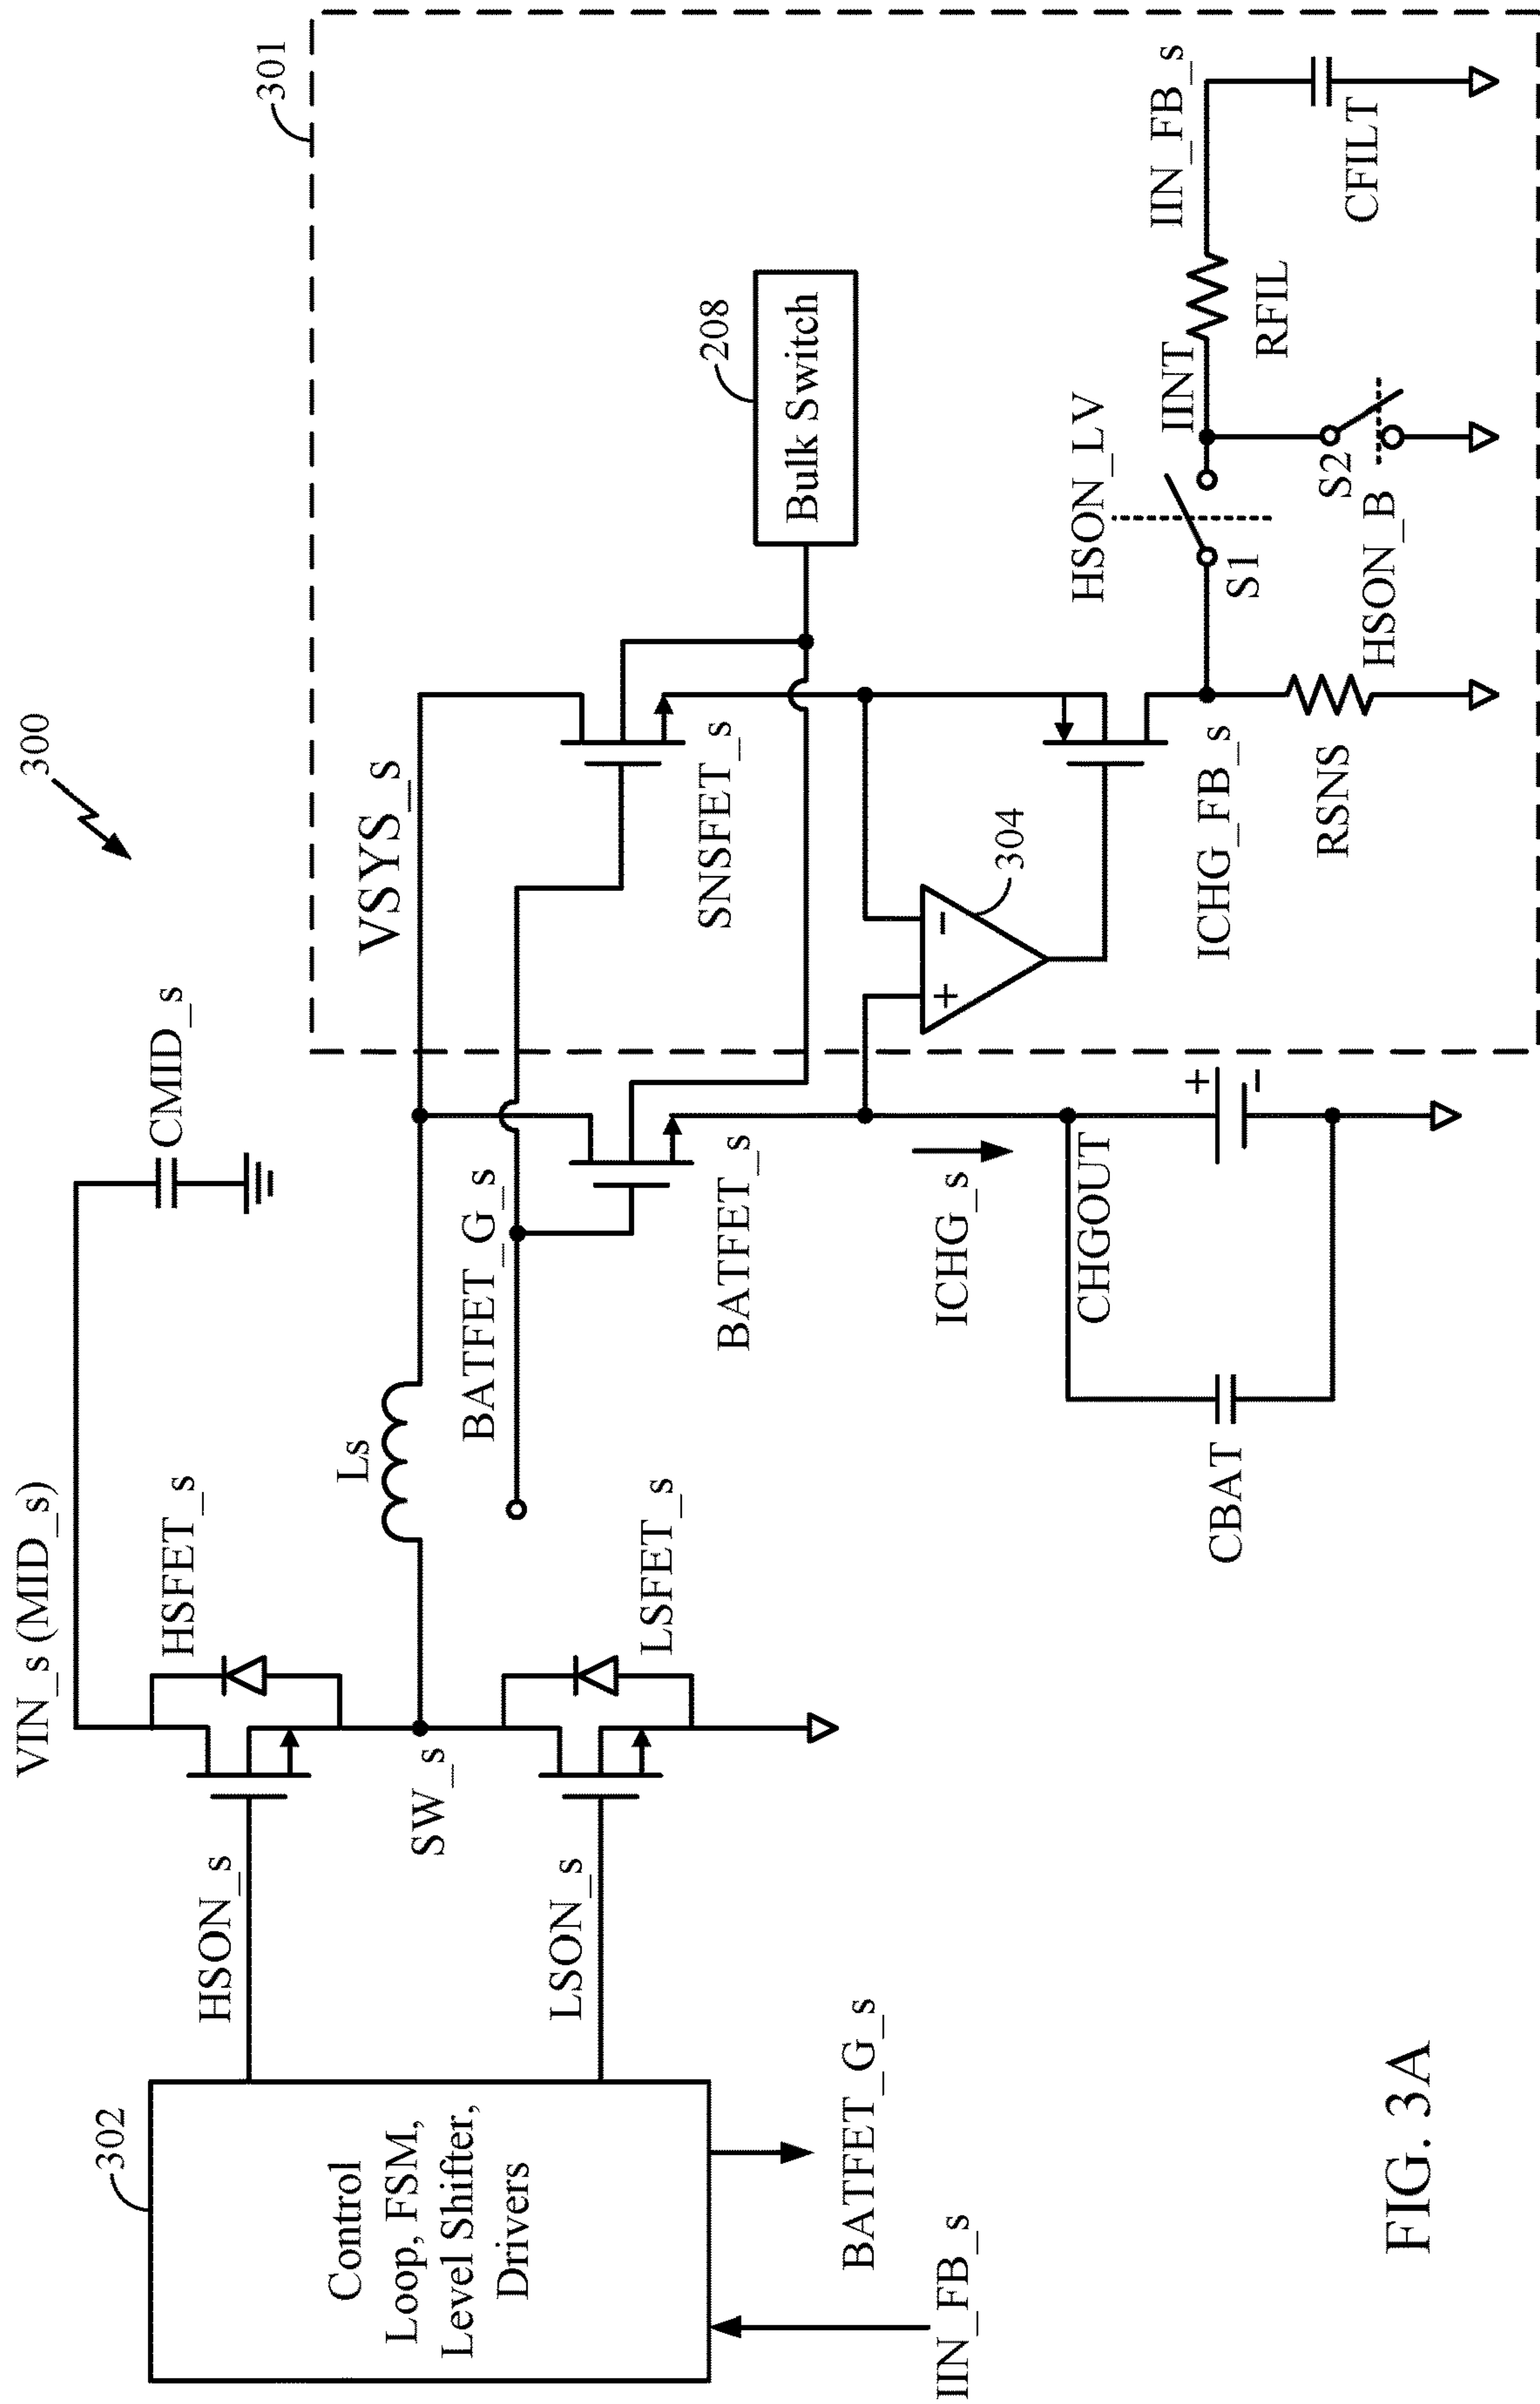 300
302
Control
Loop, FSM,
Level Shifter,
Drivers
IIN_FB_s
BATFET_G_s
HSON_s
LSON_s
VIN_s (MID_s)
HSFET_s
SW_s
LSFET_s
Ls
CMID_s
BATFET_G_s
BATFET_s
ICHG_s
CHGOUT
+
-
CBAT
301
VSYS_s
SNSFET_s
208
Bulk Switch
+
-
304
ICHG_FB_s
RSNS
HSON_LV
S1
IINT
S2
HSON_B
RFIL
IIN_FB_s
CFILT
FIG. 3A